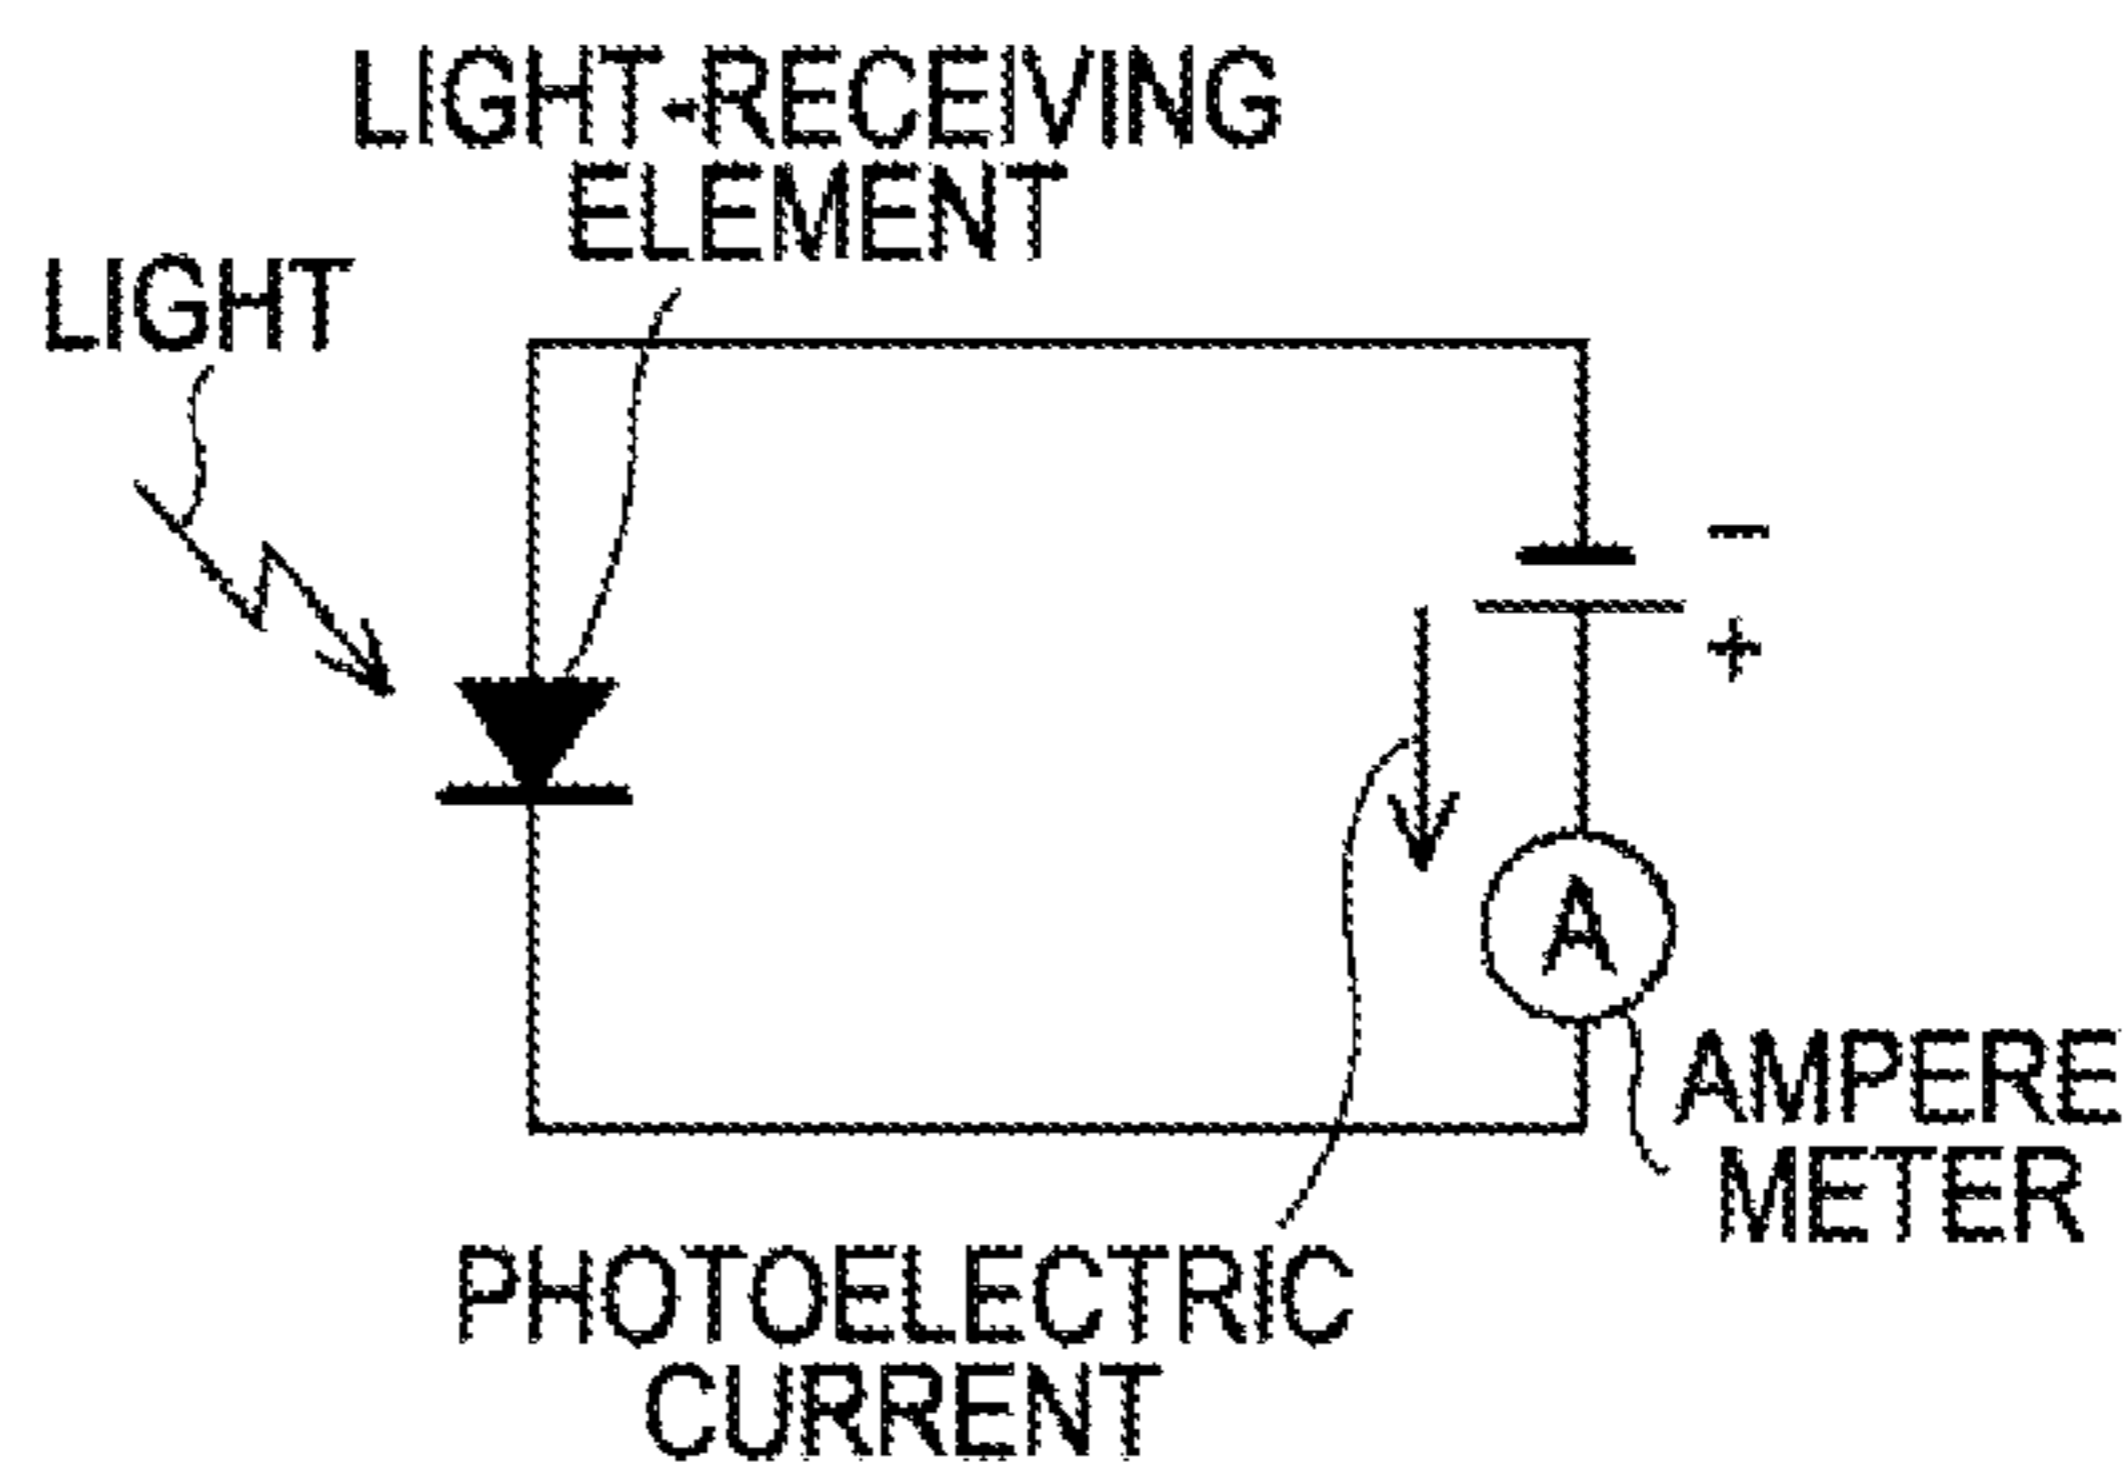 LIGHT-RECEIVING
ELEMENT
LIGHT
−
+
A
AMPERE
METER
PHOTOELECTRIC
CURRENT